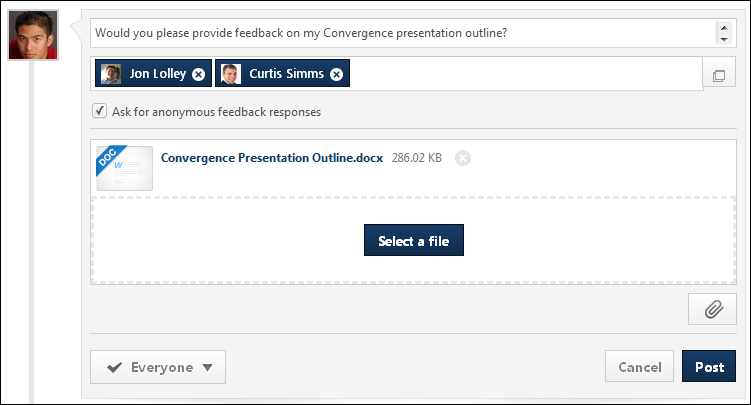 Would you please provide feedback on my Convergence presentation outline?
Jon Lolley Curtis Simms
Ask for anonymous feedback responses
DOC W Convergence Presentation Outline.docx 286.02 KB
Select a file
Everyone Cancel Post